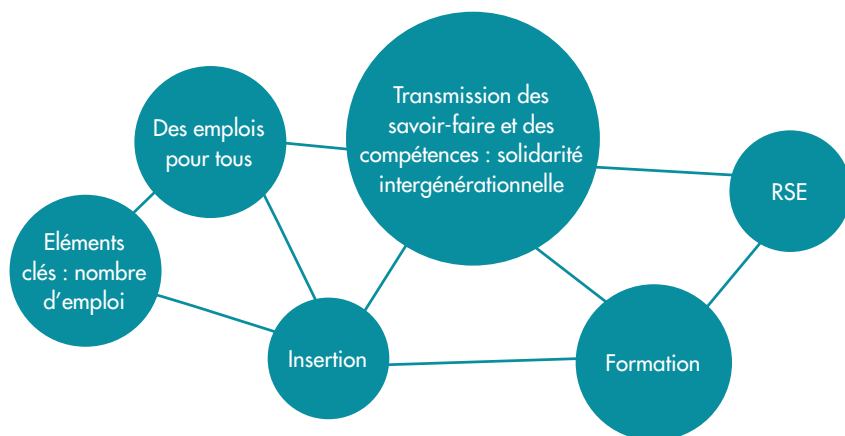 Transmission des
savoir-faire et des
compétences : solidarité
intergénérationnelle
Des emplois
pour tous
RSE
Eléments
clés : nombre
d’emploi
Insertion
Formation